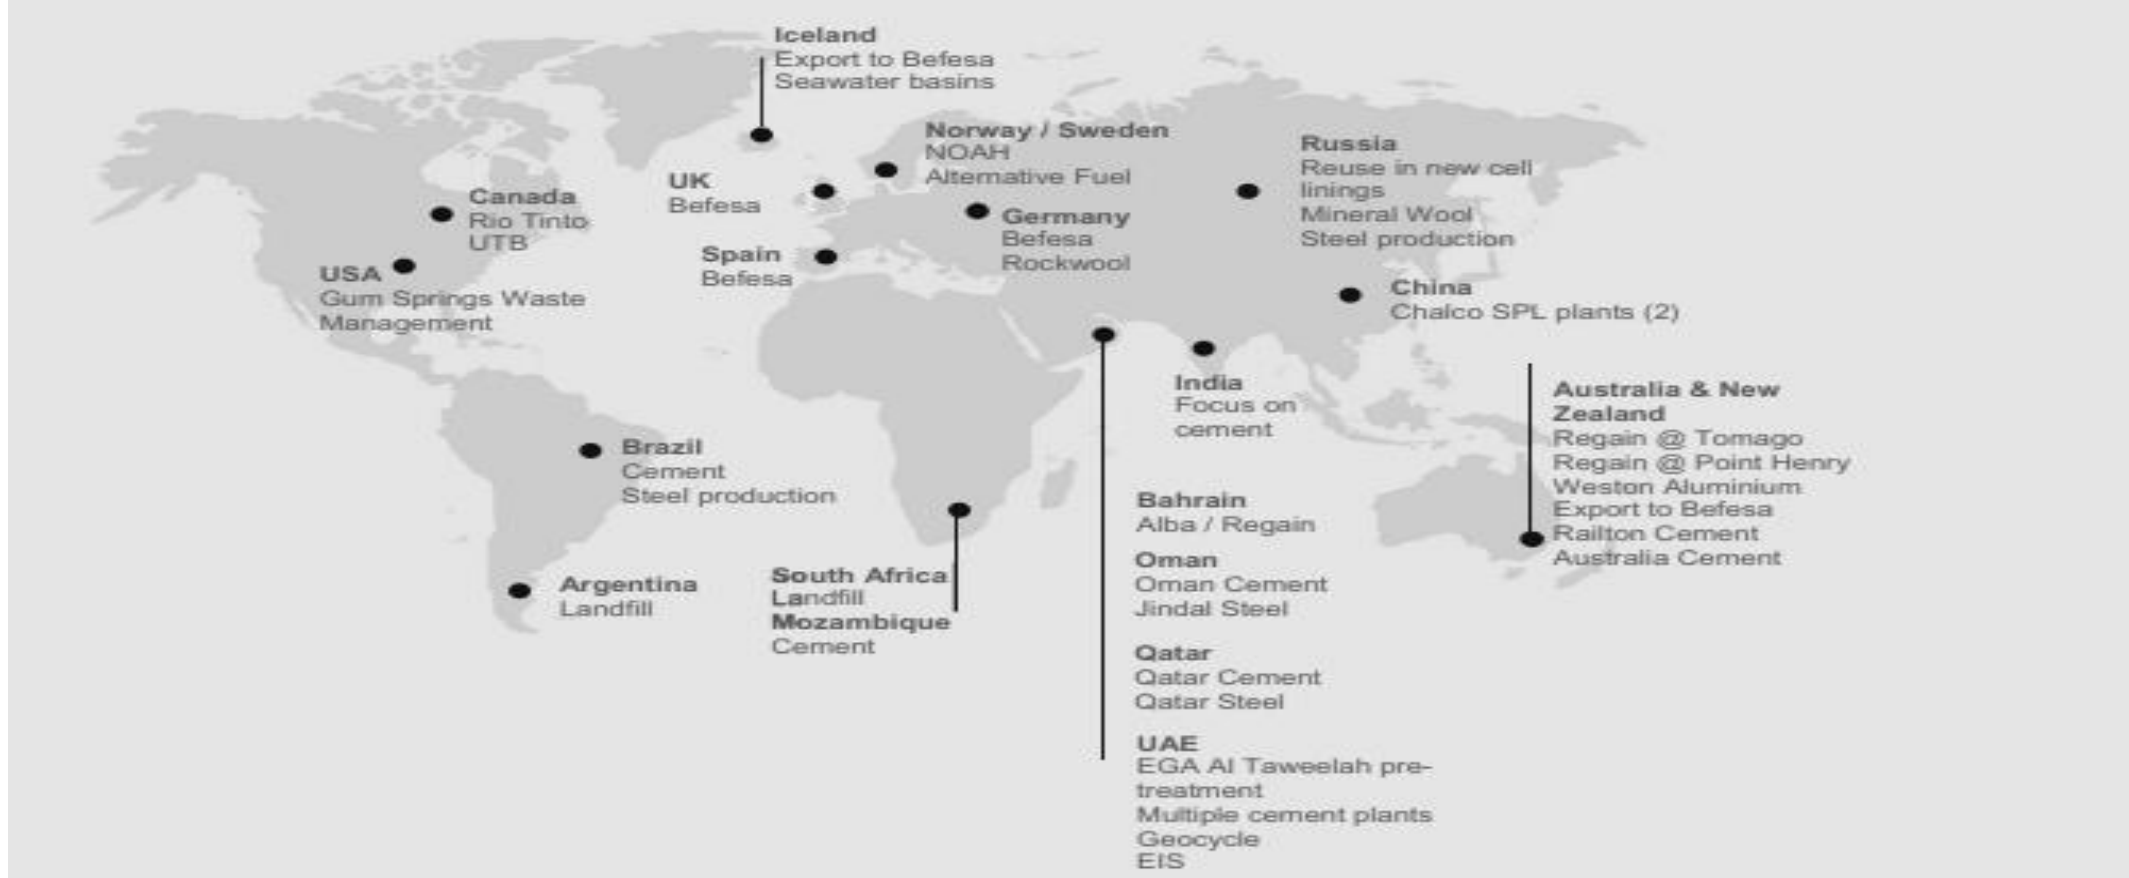 Iceland
Export to Befesa
Seawater basins
Norway / Sweden
NOAH
Alternative Fuel
Russia
Reuse in new cell
linings
Mineral Wool
Steel production
UK
Befesa
Canada
Rio Tinto
UTB
Germany
Befesa
Rockwool
Spain
Befesa
USA
Gum Springs Waste
Management
China
Chalco SPL plants (2)
India
Focus on
cement
Australia & New
Zealand
Regain @ Tomago
Regain @ Point Henry
Weston Aluminium
Export to Befesa
Railton Cement
Australia Cement
Brazil
Cement
Steel production
Argentina
Landfill
South Africa
Landfill
Mozambique
Cement
Bahrain
Alba / Regain
Oman
Oman Cement
Jindal Steel
Qatar
Qatar Cement
Qatar Steel
UAE
EGA Al Taweelah pre-
treatment
Multiple cement plants
Geocycle
EIS